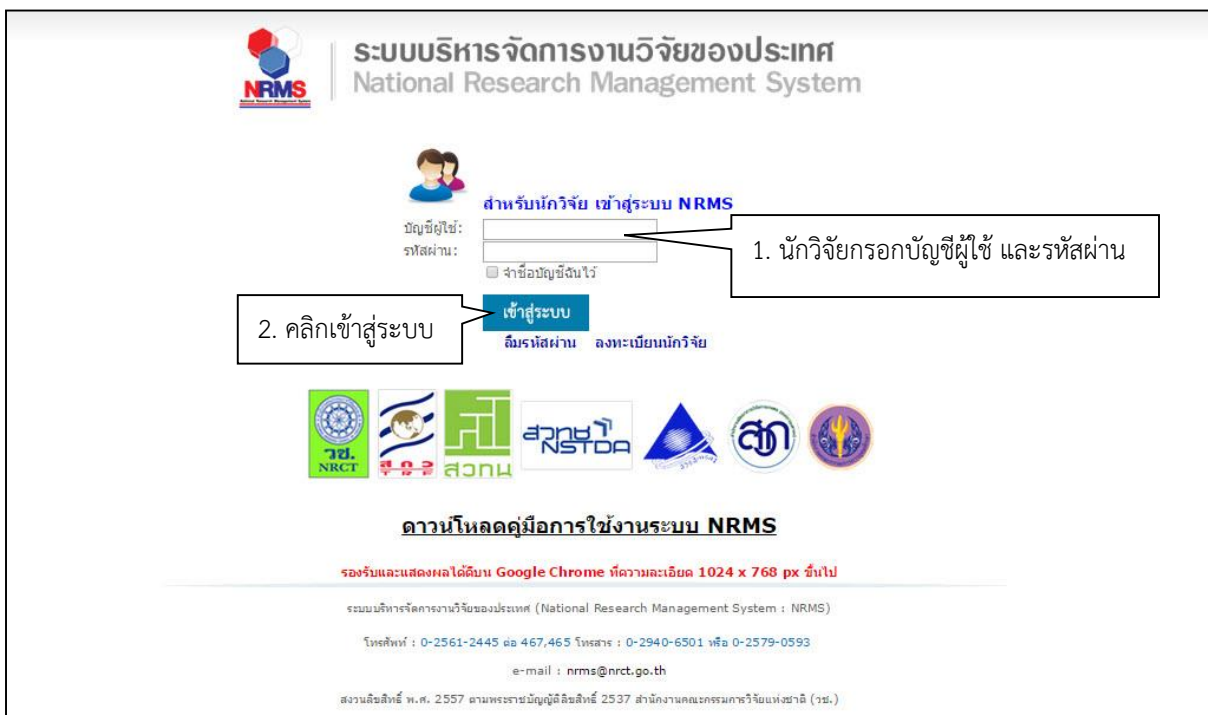 ระบบบริหารจัดการงานวิจัยของประเทศ
National Research Management System
NRMS
สำหรับนักวิจัย เข้าสู่ระบบ NRMS
บัญชีผู้ใช้:
รหัสผ่าน:
1. นักวิจัยกรอกบัญชีผู้ใช้ และรหัสผ่าน
จำชื่อบัญชีฉันไว้
เข้าสู่ระบบ
2. คลิกเข้าสู่ระบบ
ลืมรหัสผ่าน ลงทะเบียนนักวิจัย
วช.
NRCT
สวทน
สวทช
NSTDA
สกว
ดาวน์โหลดคู่มือการใช้งานระบบ NRMS
รองรับและแสดงผลได้ดีบน Google Chrome ที่ความละเอียด 1024 x 768 px ขึ้นไป
ระบบบริหารจัดการงานวิจัยของประเทศ (National Research Management System : NRMS)
โทรศัพท์ : 0-2561-2445 ต่อ 467,465 โทรสาร : 0-2940-6501 หรือ 0-2579-0593
e-mail : nrms@nrct.go.th
สงวนลิขสิทธิ์ พ.ศ. 2557 ตามพระราชบัญญัติลิขสิทธิ์ 2537 สำนักงานคณะกรรมการวิจัยแห่งชาติ (วช.)